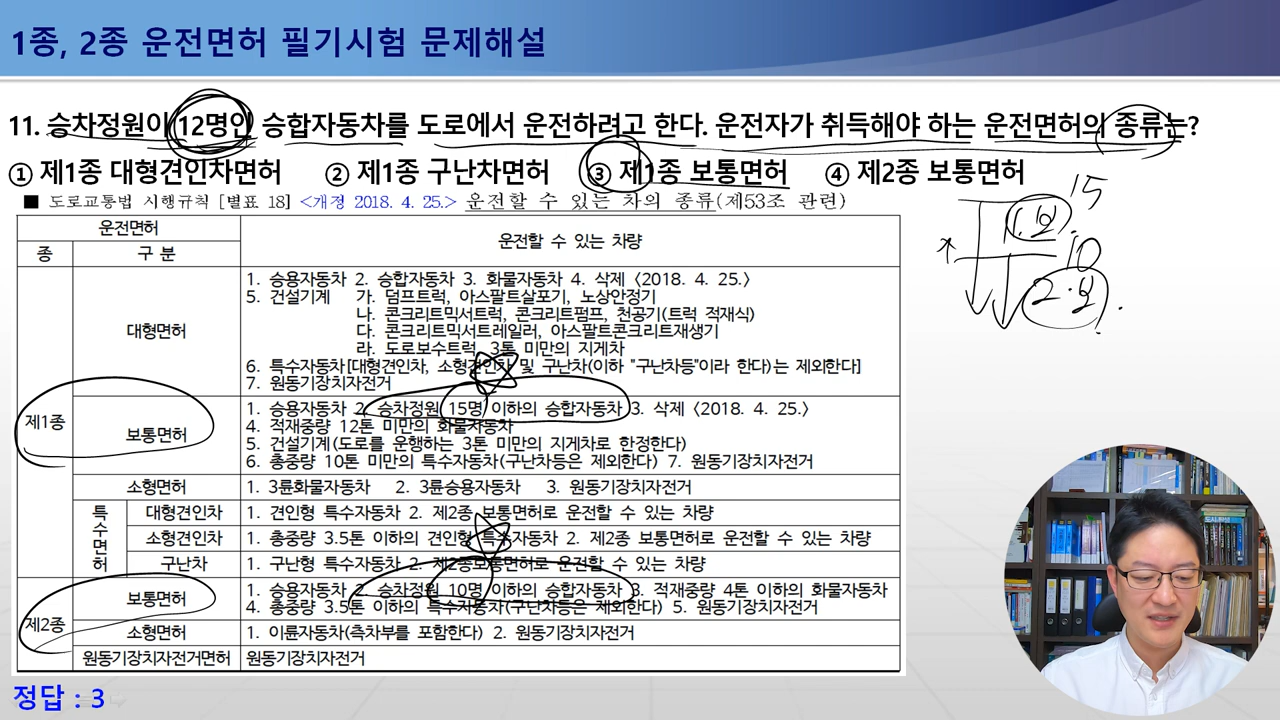 1종, 2종 운전면허 필기시험 문제해설
11. 승차정원이 12명인 승합자동차를 도로에서 운전하려고 한다. 운전자가 취득해야 하는 운전면허의 종류는?
① 제1종 대형견인차면허 ② 제1종 구난차면허 ③ 제1종 보통면허 ④ 제2종 보통면허
■ 도로교통법 시행규칙 [별표 18] <개정 2018. 4. 25.> 운전할 수 있는 차의 종류(제53조 관련)
운전면허
운전할 수 있는 차량
종 구 분
제1종
대형면허
1. 승용자동차 2. 승합자동차 3. 화물자동차 4. 삭제 〈2018. 4. 25.〉
5. 건설기계 가. 덤프트럭, 아스팔트살포기, 노상안정기
나. 콘크리트믹서트럭, 콘크리트펌프, 천공기(트럭 적재식)
다. 콘크리트믹서트레일러, 아스팔트콘크리트재생기
라. 도로보수트럭, 3톤 미만의 지게차
6. 특수자동차[대형견인차, 소형견인차 및 구난차(이하 "구난차등"이라 한다)는 제외한다]
7. 원동기장치자전거
보통면허
1. 승용자동차 2. 승차정원 15명 이하의 승합자동차 3. 삭제 〈2018. 4. 25.〉
4. 적재중량 12톤 미만의 화물자동차
5. 건설기계(도로를 운행하는 3톤 미만의 지게차로 한정한다)
6. 총중량 10톤 미만의 특수자동차(구난차등은 제외한다) 7. 원동기장치자전거
소형면허 1. 3륜화물자동차 2. 3륜승용자동차 3. 원동기장치자전거
특수면허
대형견인차 1. 견인형 특수자동차 2. 제2종 보통면허로 운전할 수 있는 차량
소형견인차 1. 총중량 3.5톤 이하의 견인형 특수자동차 2. 제2종 보통면허로 운전할 수 있는 차량
구난차 1. 구난형 특수자동차 2. 제2종보통면허로 운전할 수 있는 차량
제2종
보통면허
1. 승용자동차 2. 승차정원 10명 이하의 승합자동차 3. 적재중량 4톤 이하의 화물자동차
4. 총중량 3.5톤 이하의 특수자동차(구난차등은 제외한다) 5. 원동기장치자전거
소형면허 1. 이륜자동차(측차부를 포함한다) 2. 원동기장치자전거
원동기장치자전거면허 원동기장치자전거
정답 : 3
15
1.보.
10
2.보.